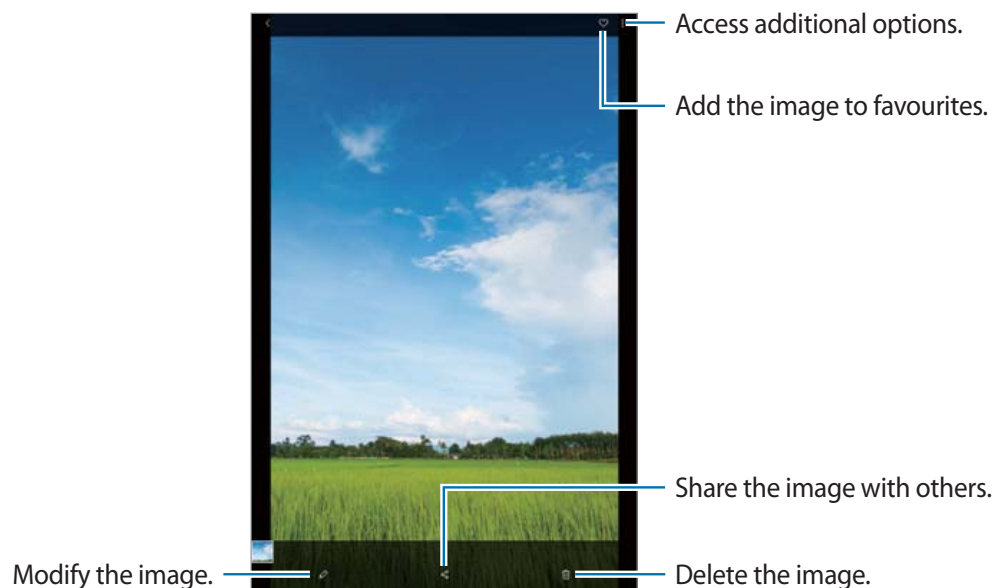 Access additional options.
Add the image to favourites.
Share the image with others.
Modify the image.
Delete the image.